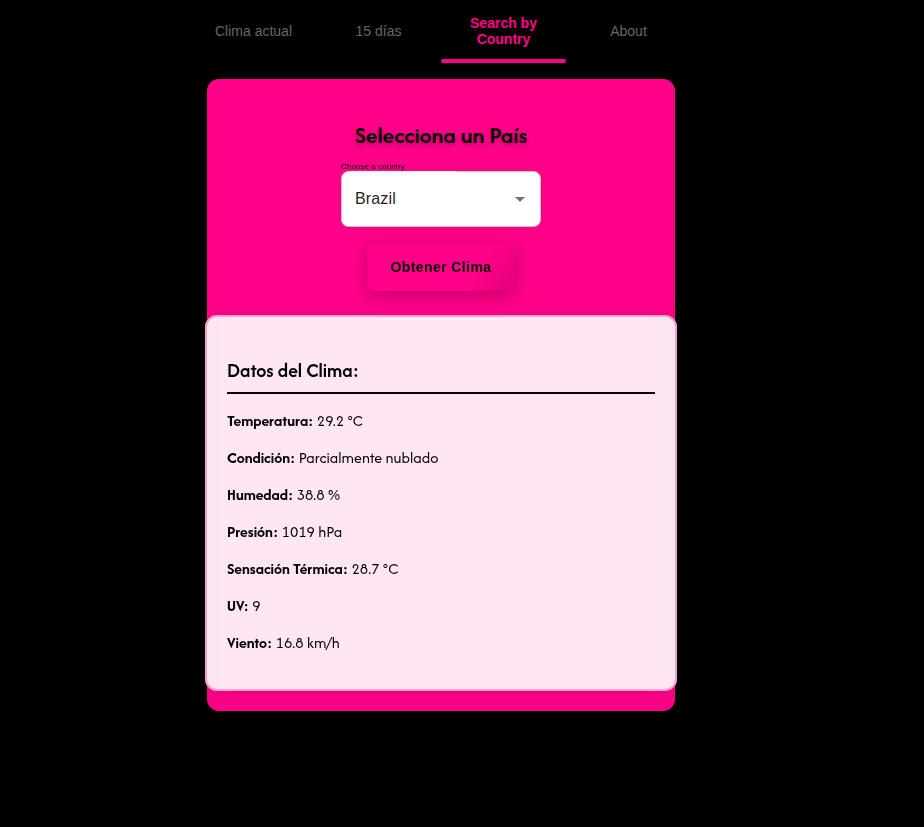 Clima actual
15 días
Search by
Country
About
Selecciona un País
Choose a country
Brazil
Obtener Clima
Datos del Clima:
Temperatura: 29.2 °C
Condición: Parcialmente nublado
Humedad: 38.8 %
Presión: 1019 hPa
Sensación Térmica: 28.7 °C
UV: 9
Viento: 16.8 km/h